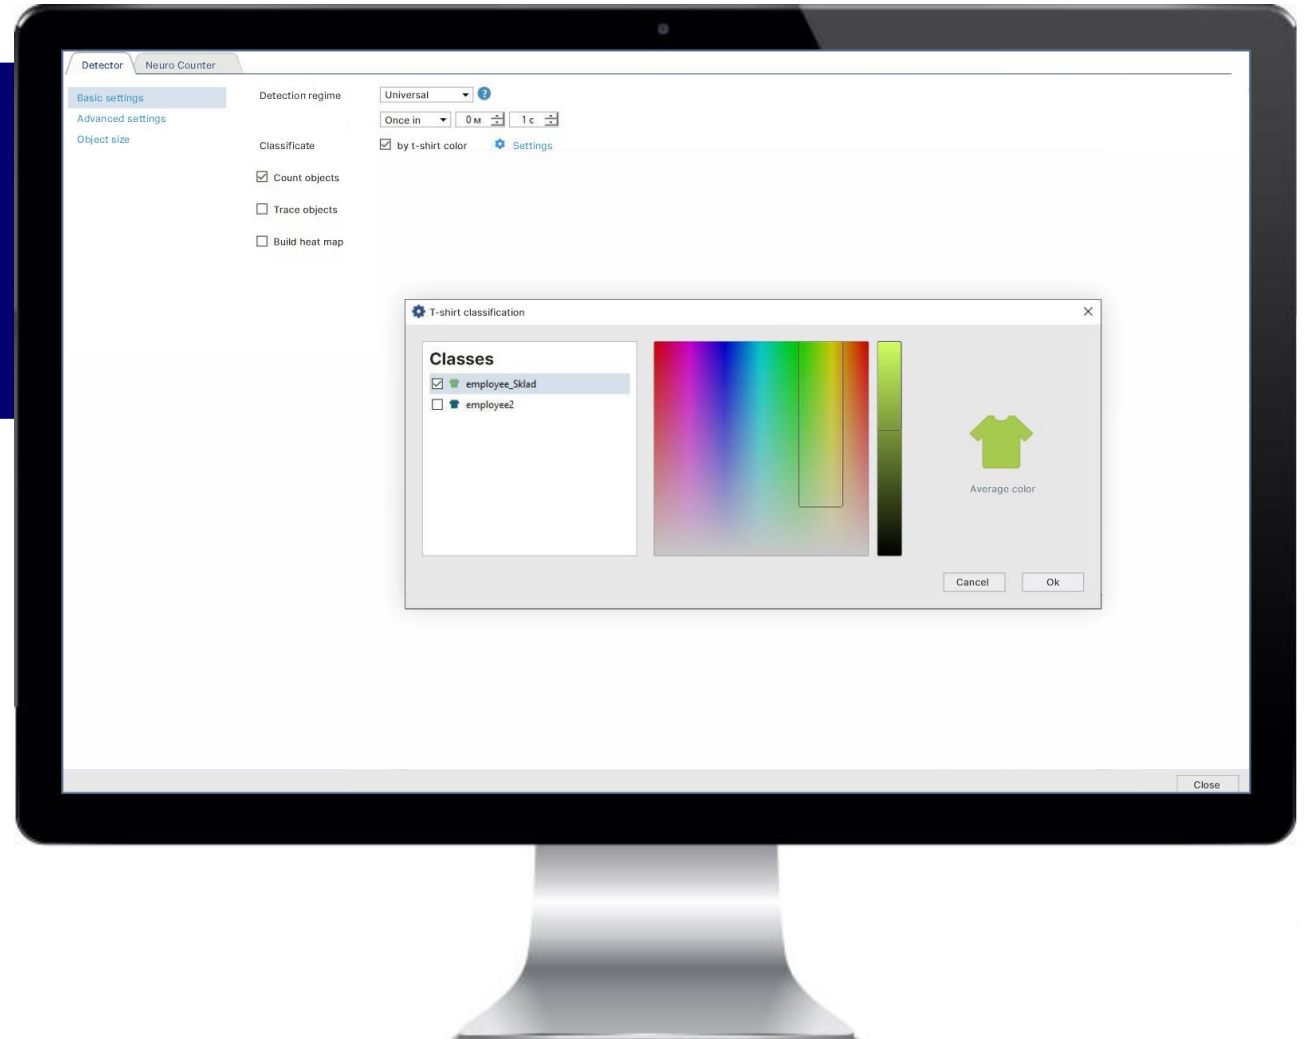 Detector Neuro Counter
Basic settings
Advanced settings
Object size
Detection regime Universal ?
Once in 0 м 1 с
Classificate by t-shirt color Settings
Count objects
Trace objects
Build heat map
T-shirt classification
Classes
employee_Sklad
employee2
Average color
Cancel Ok
Close